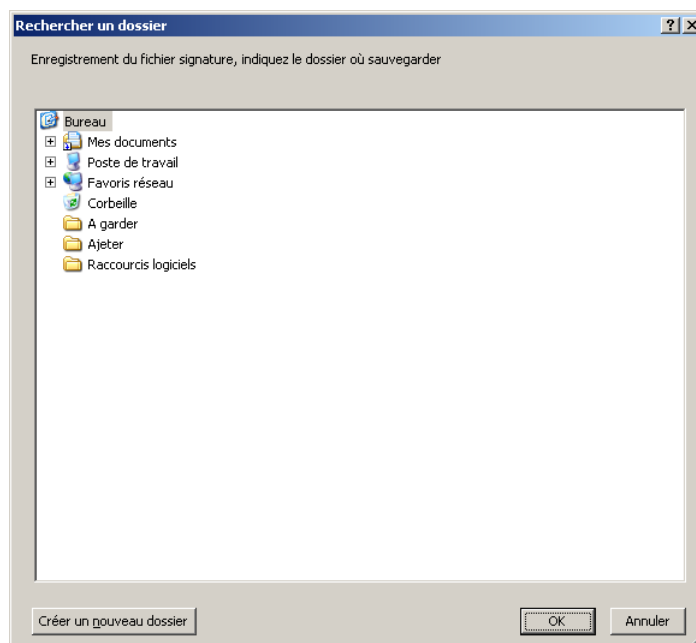 Rechercher un dossier
Enregistrement du fichier signature, indiquez le dossier où sauvegarder
Bureau
Mes documents
Poste de travail
Favoris réseau
Corbeille
A garder
Ajeter
Raccourcis logiciels
Créer un nouveau dossier
OK
Annuler